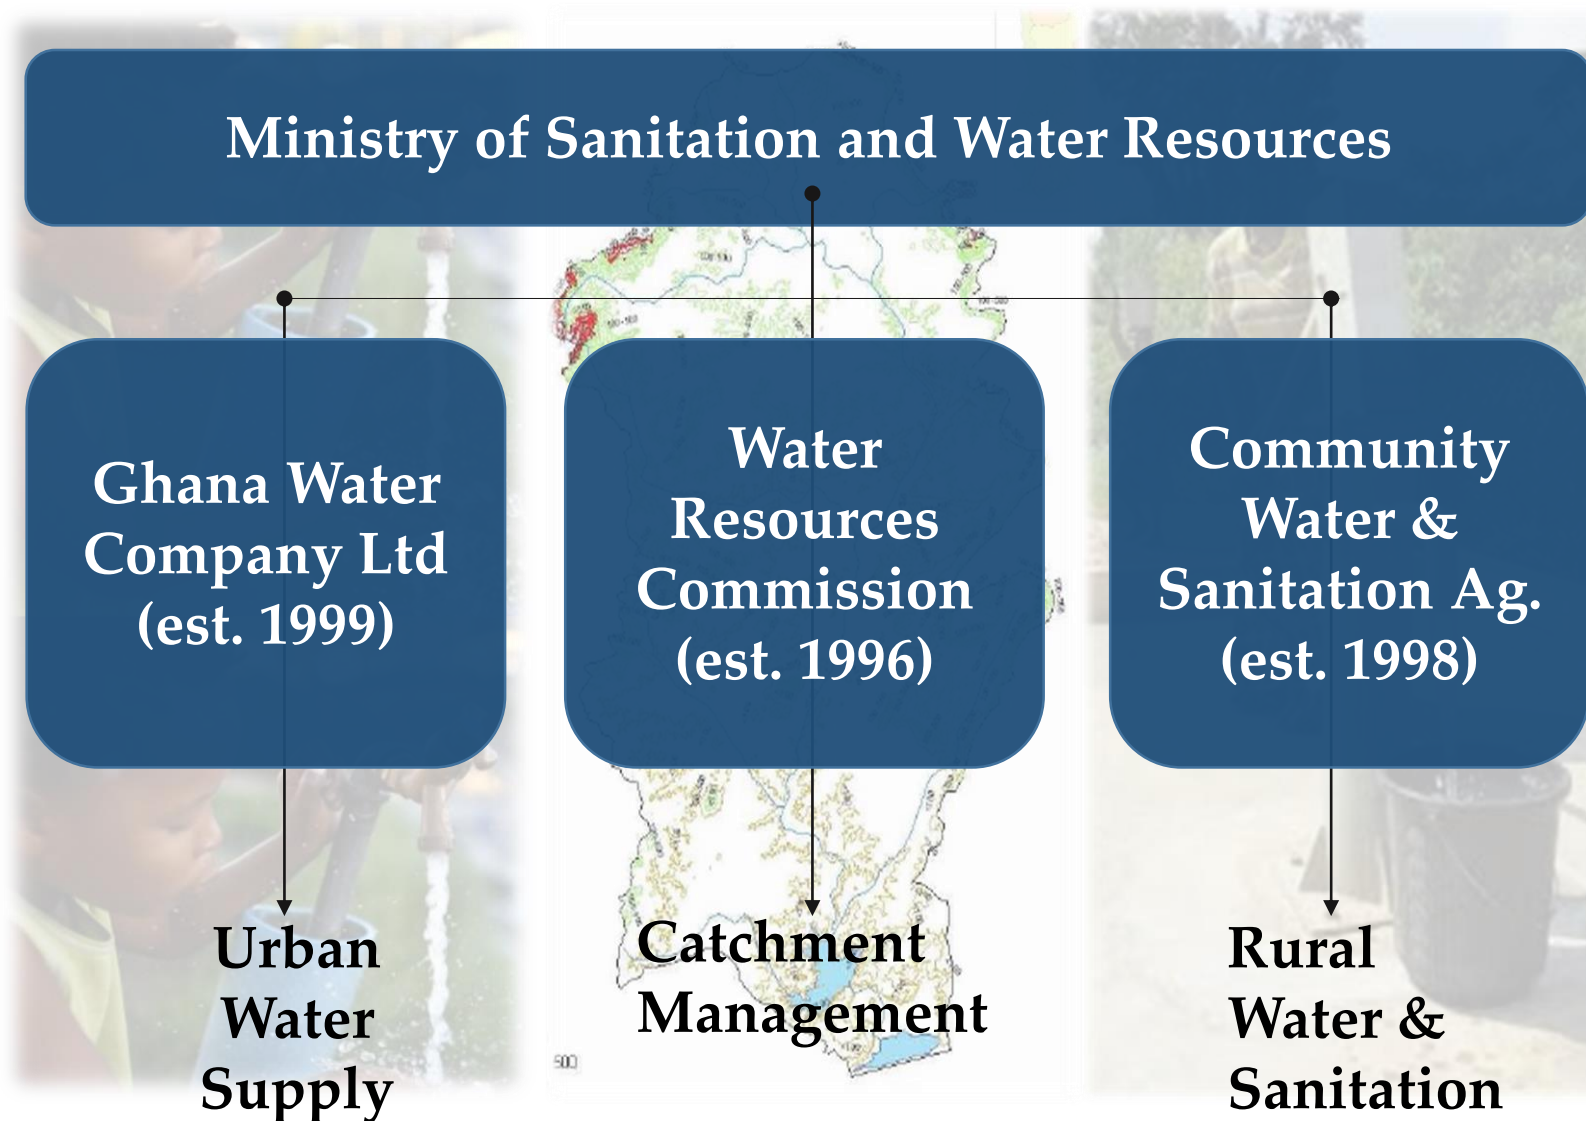 Ministry of Sanitation and Water Resources
Ghana Water
Company Ltd
(est. 1999)
Water
Resources
Commission
(est. 1996)
Community
Water &
Sanitation Ag.
(est. 1998)
Urban
Water
Supply
Catchment
Management
Rural
Water &
Sanitation
500